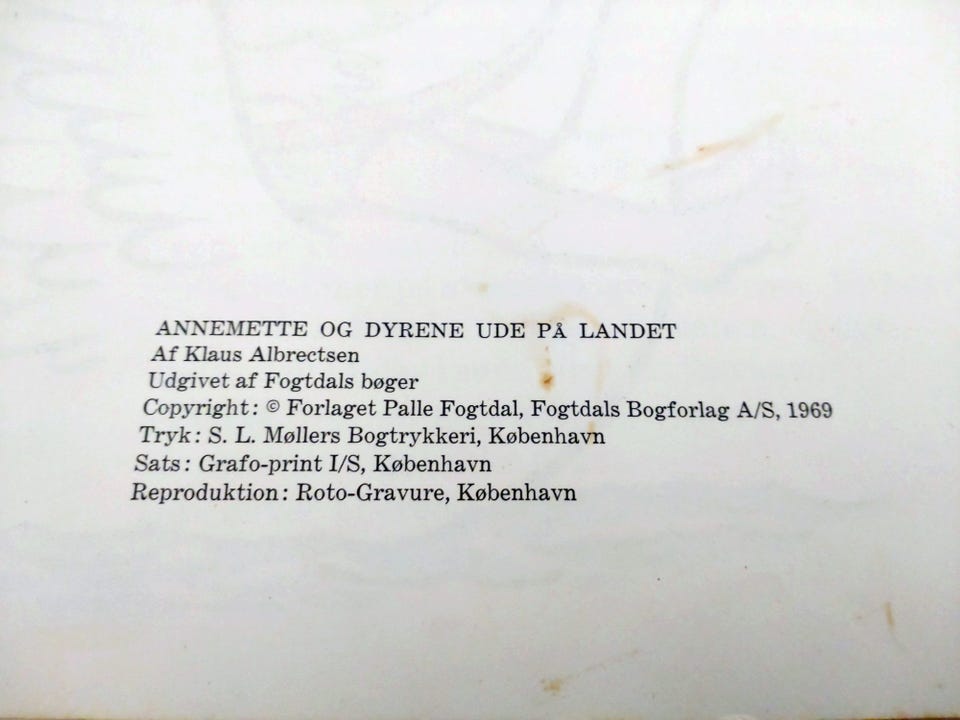 ANNEMETTE OG DYRENE UDE PÅ LANDET
Af Klaus Albrectsen
Udgivet af Fogtdals bøger
Copyright: © Forlaget Palle Fogtdal, Fogtdals Bogforlag A/S, 1969
Tryk: S. L. Møllers Bogtrykkeri, København
Sats: Grafo-print I/S, København
Reproduktion: Roto-Gravure, København